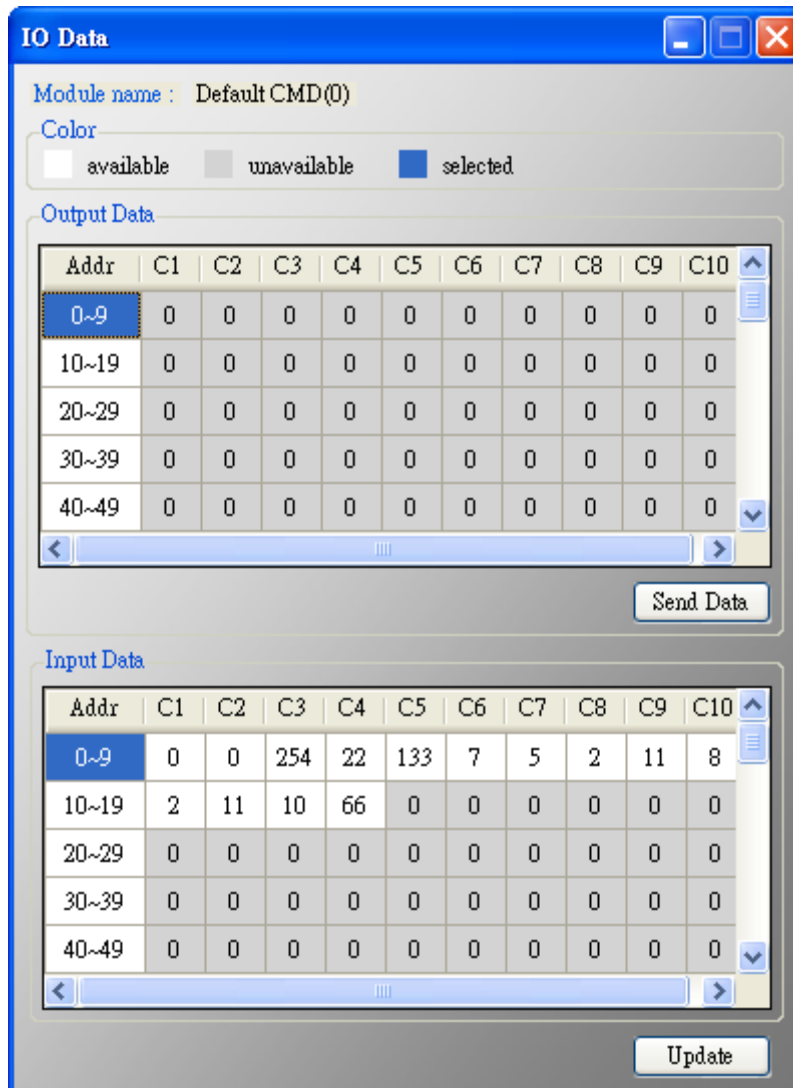 IO Data
Module name : Default CMD(0)
Color
available unavailable selected
Output Data
Addr C1 C2 C3 C4 C5 C6 C7 C8 C9 C10
0~9 0 0 0 0 0 0 0 0 0 0
10~19 0 0 0 0 0 0 0 0 0 0
20~29 0 0 0 0 0 0 0 0 0 0
30~39 0 0 0 0 0 0 0 0 0 0
40~49 0 0 0 0 0 0 0 0 0 0
Send Data
Input Data
Addr C1 C2 C3 C4 C5 C6 C7 C8 C9 C10
0~9 0 0 254 22 133 7 5 2 11 8
10~19 2 11 10 66 0 0 0 0 0 0
20~29 0 0 0 0 0 0 0 0 0 0
30~39 0 0 0 0 0 0 0 0 0 0
40~49 0 0 0 0 0 0 0 0 0 0
Update